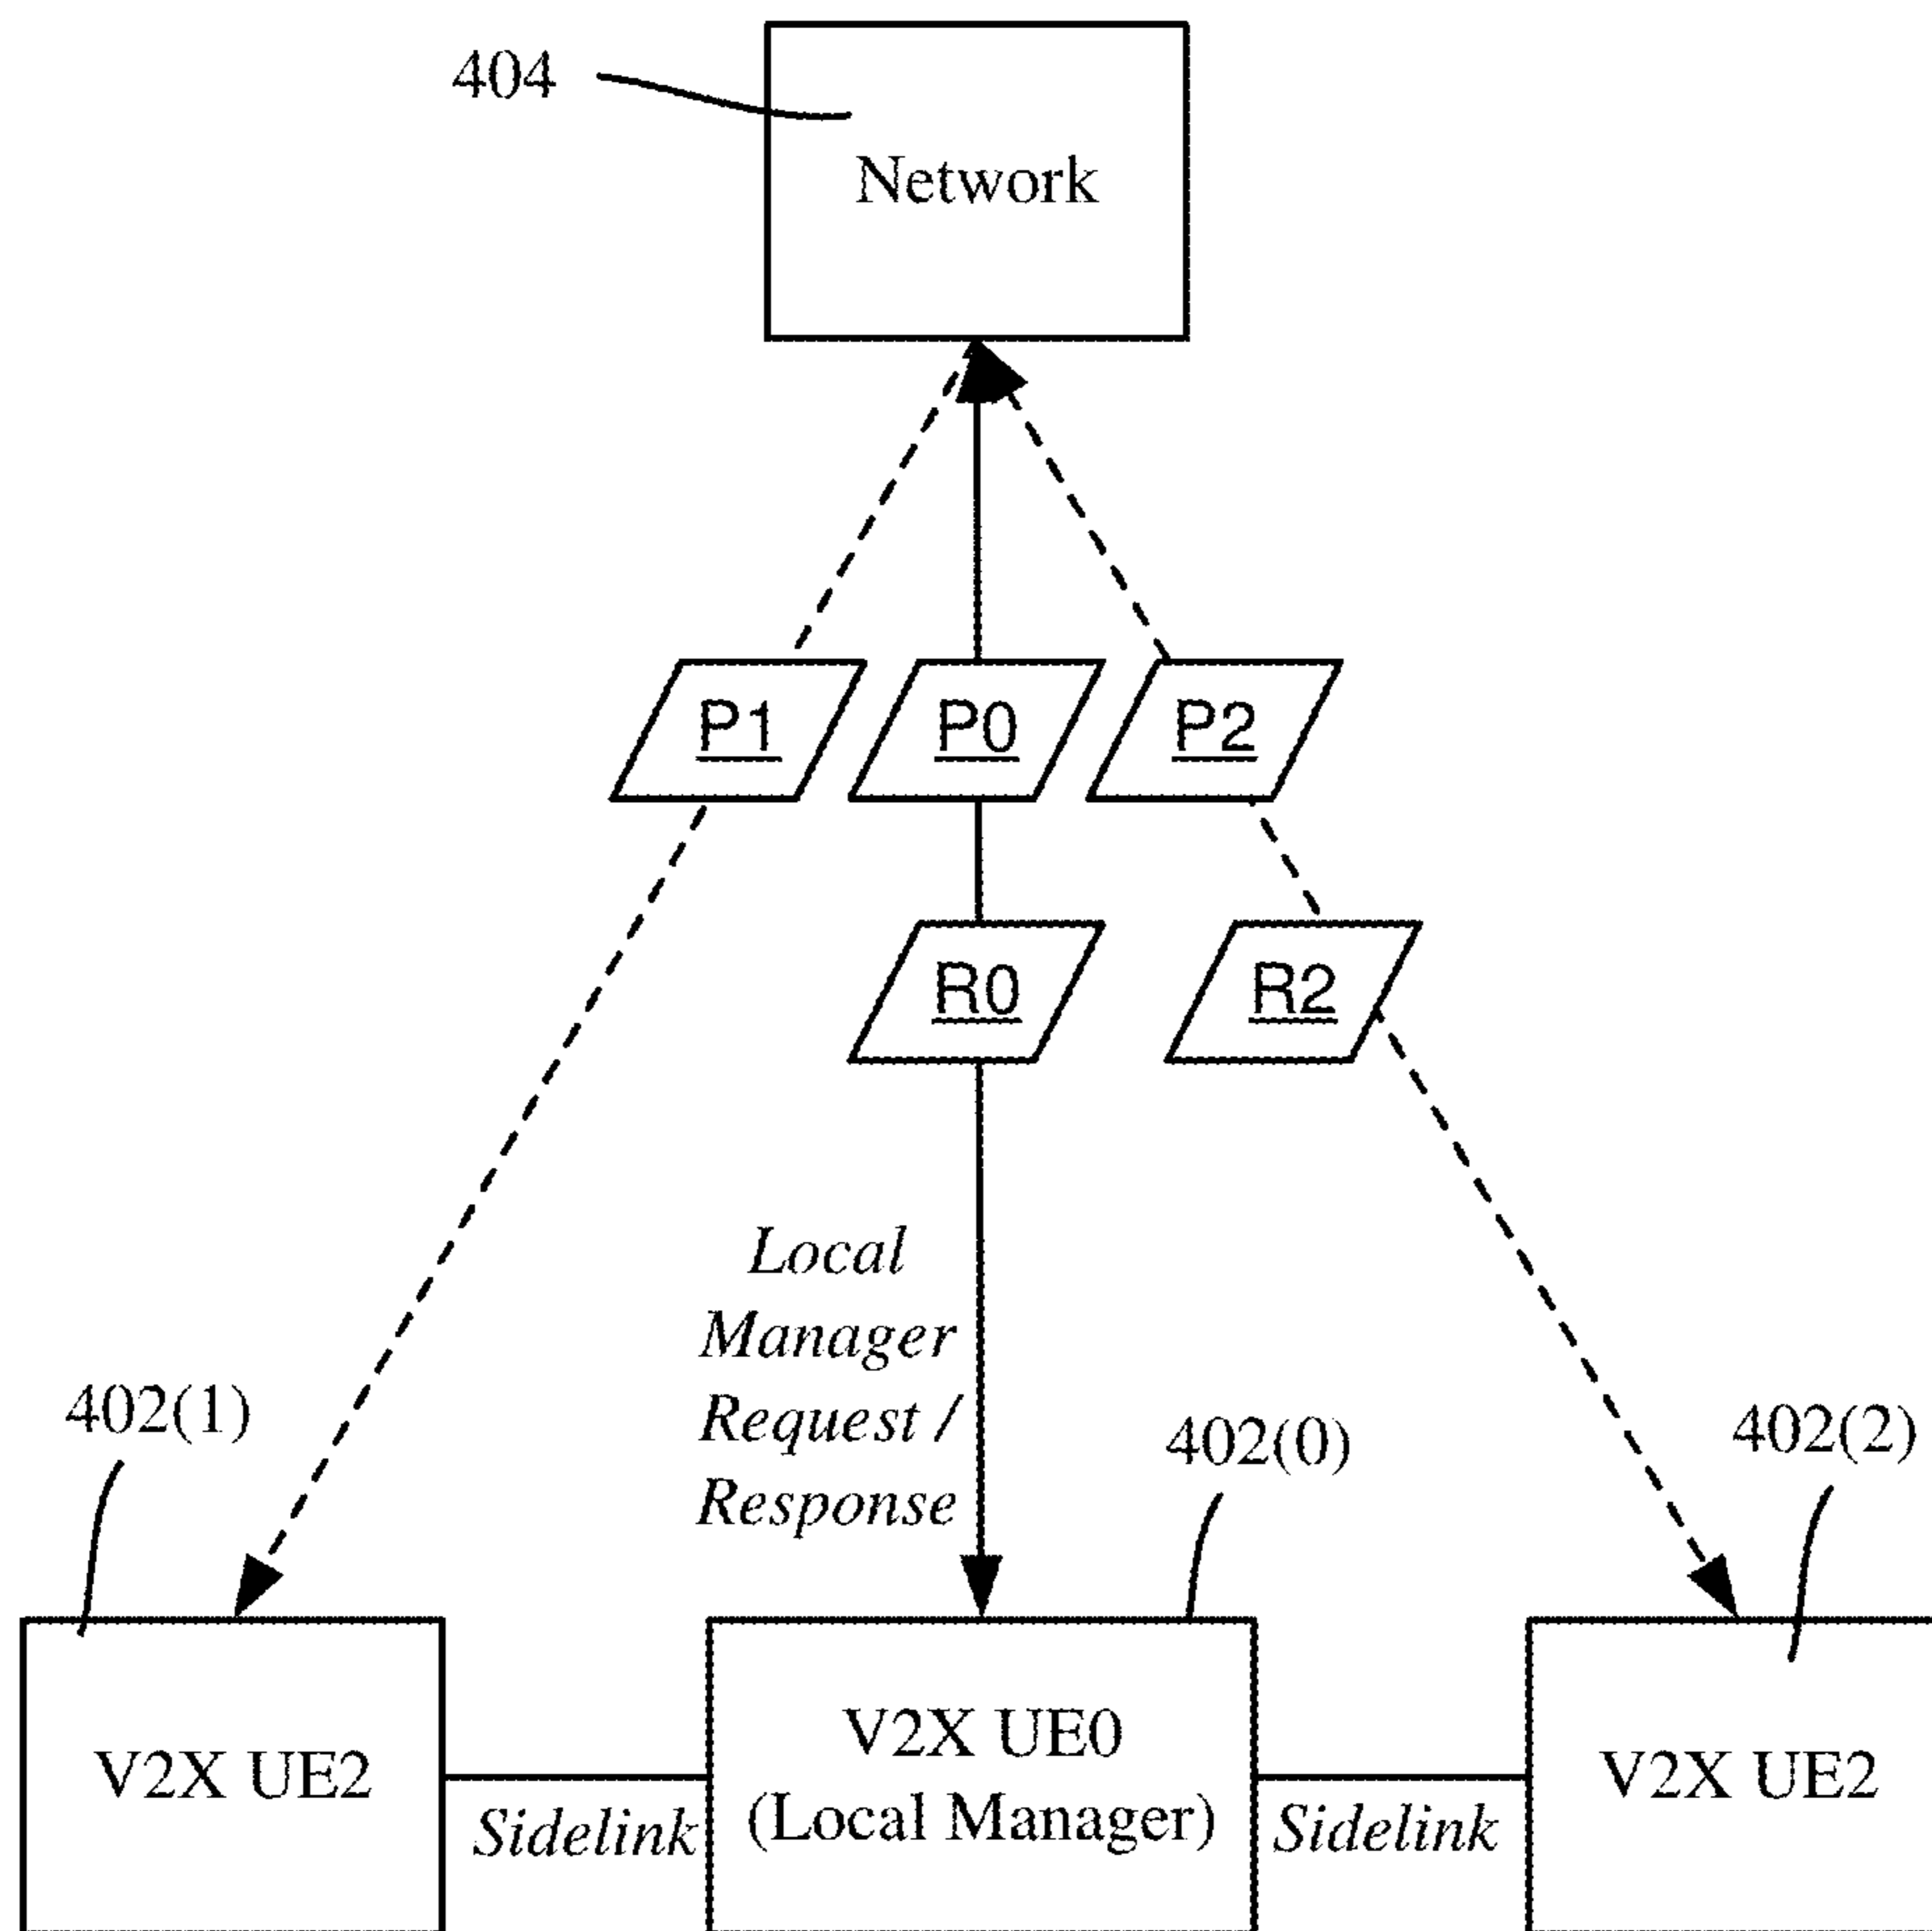 404
Network
P1
P0
P2
R0
R2
Local
Manager
Request /
Response
402(1)
402(0)
402(2)
V2X UE2
Sidelink
V2X UE0
(Local Manager)
Sidelink
V2X UE2